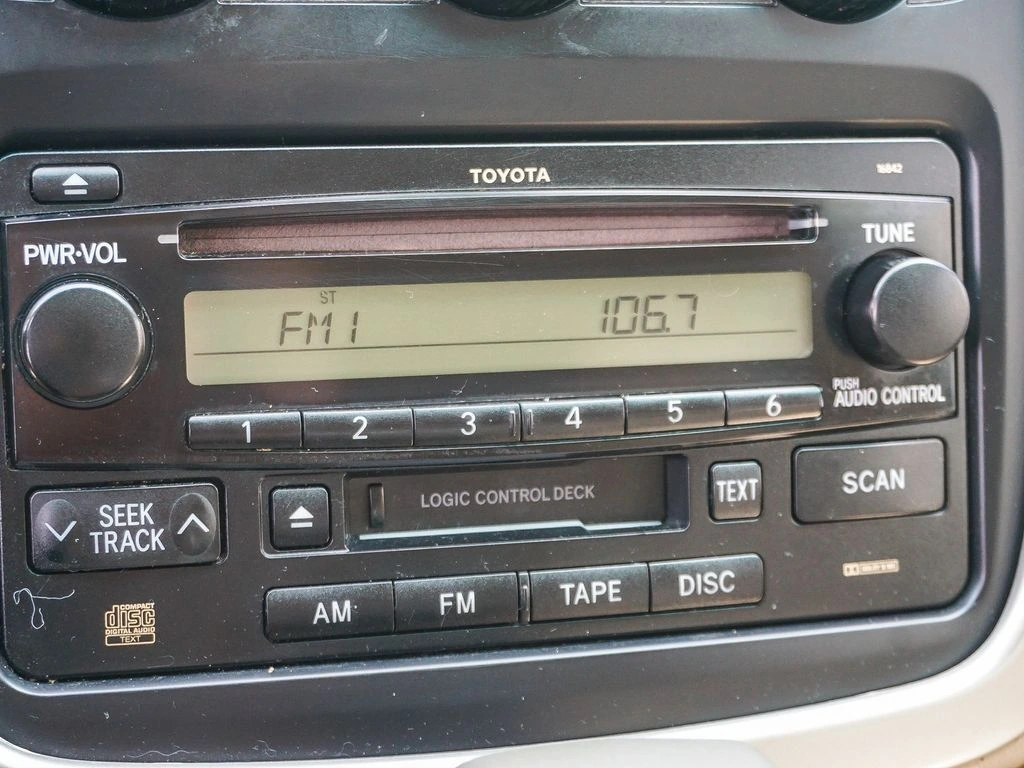 TOYOTA
16842
PWR·VOL
TUNE
ST
FM1 106.7
PUSH
AUDIO CONTROL
1 2 3 4 5 6
SEEK
TRACK
LOGIC CONTROL DECK
TEXT
SCAN
AM FM TAPE DISC
COMPACT
disc
DIGITAL AUDIO
TEXT